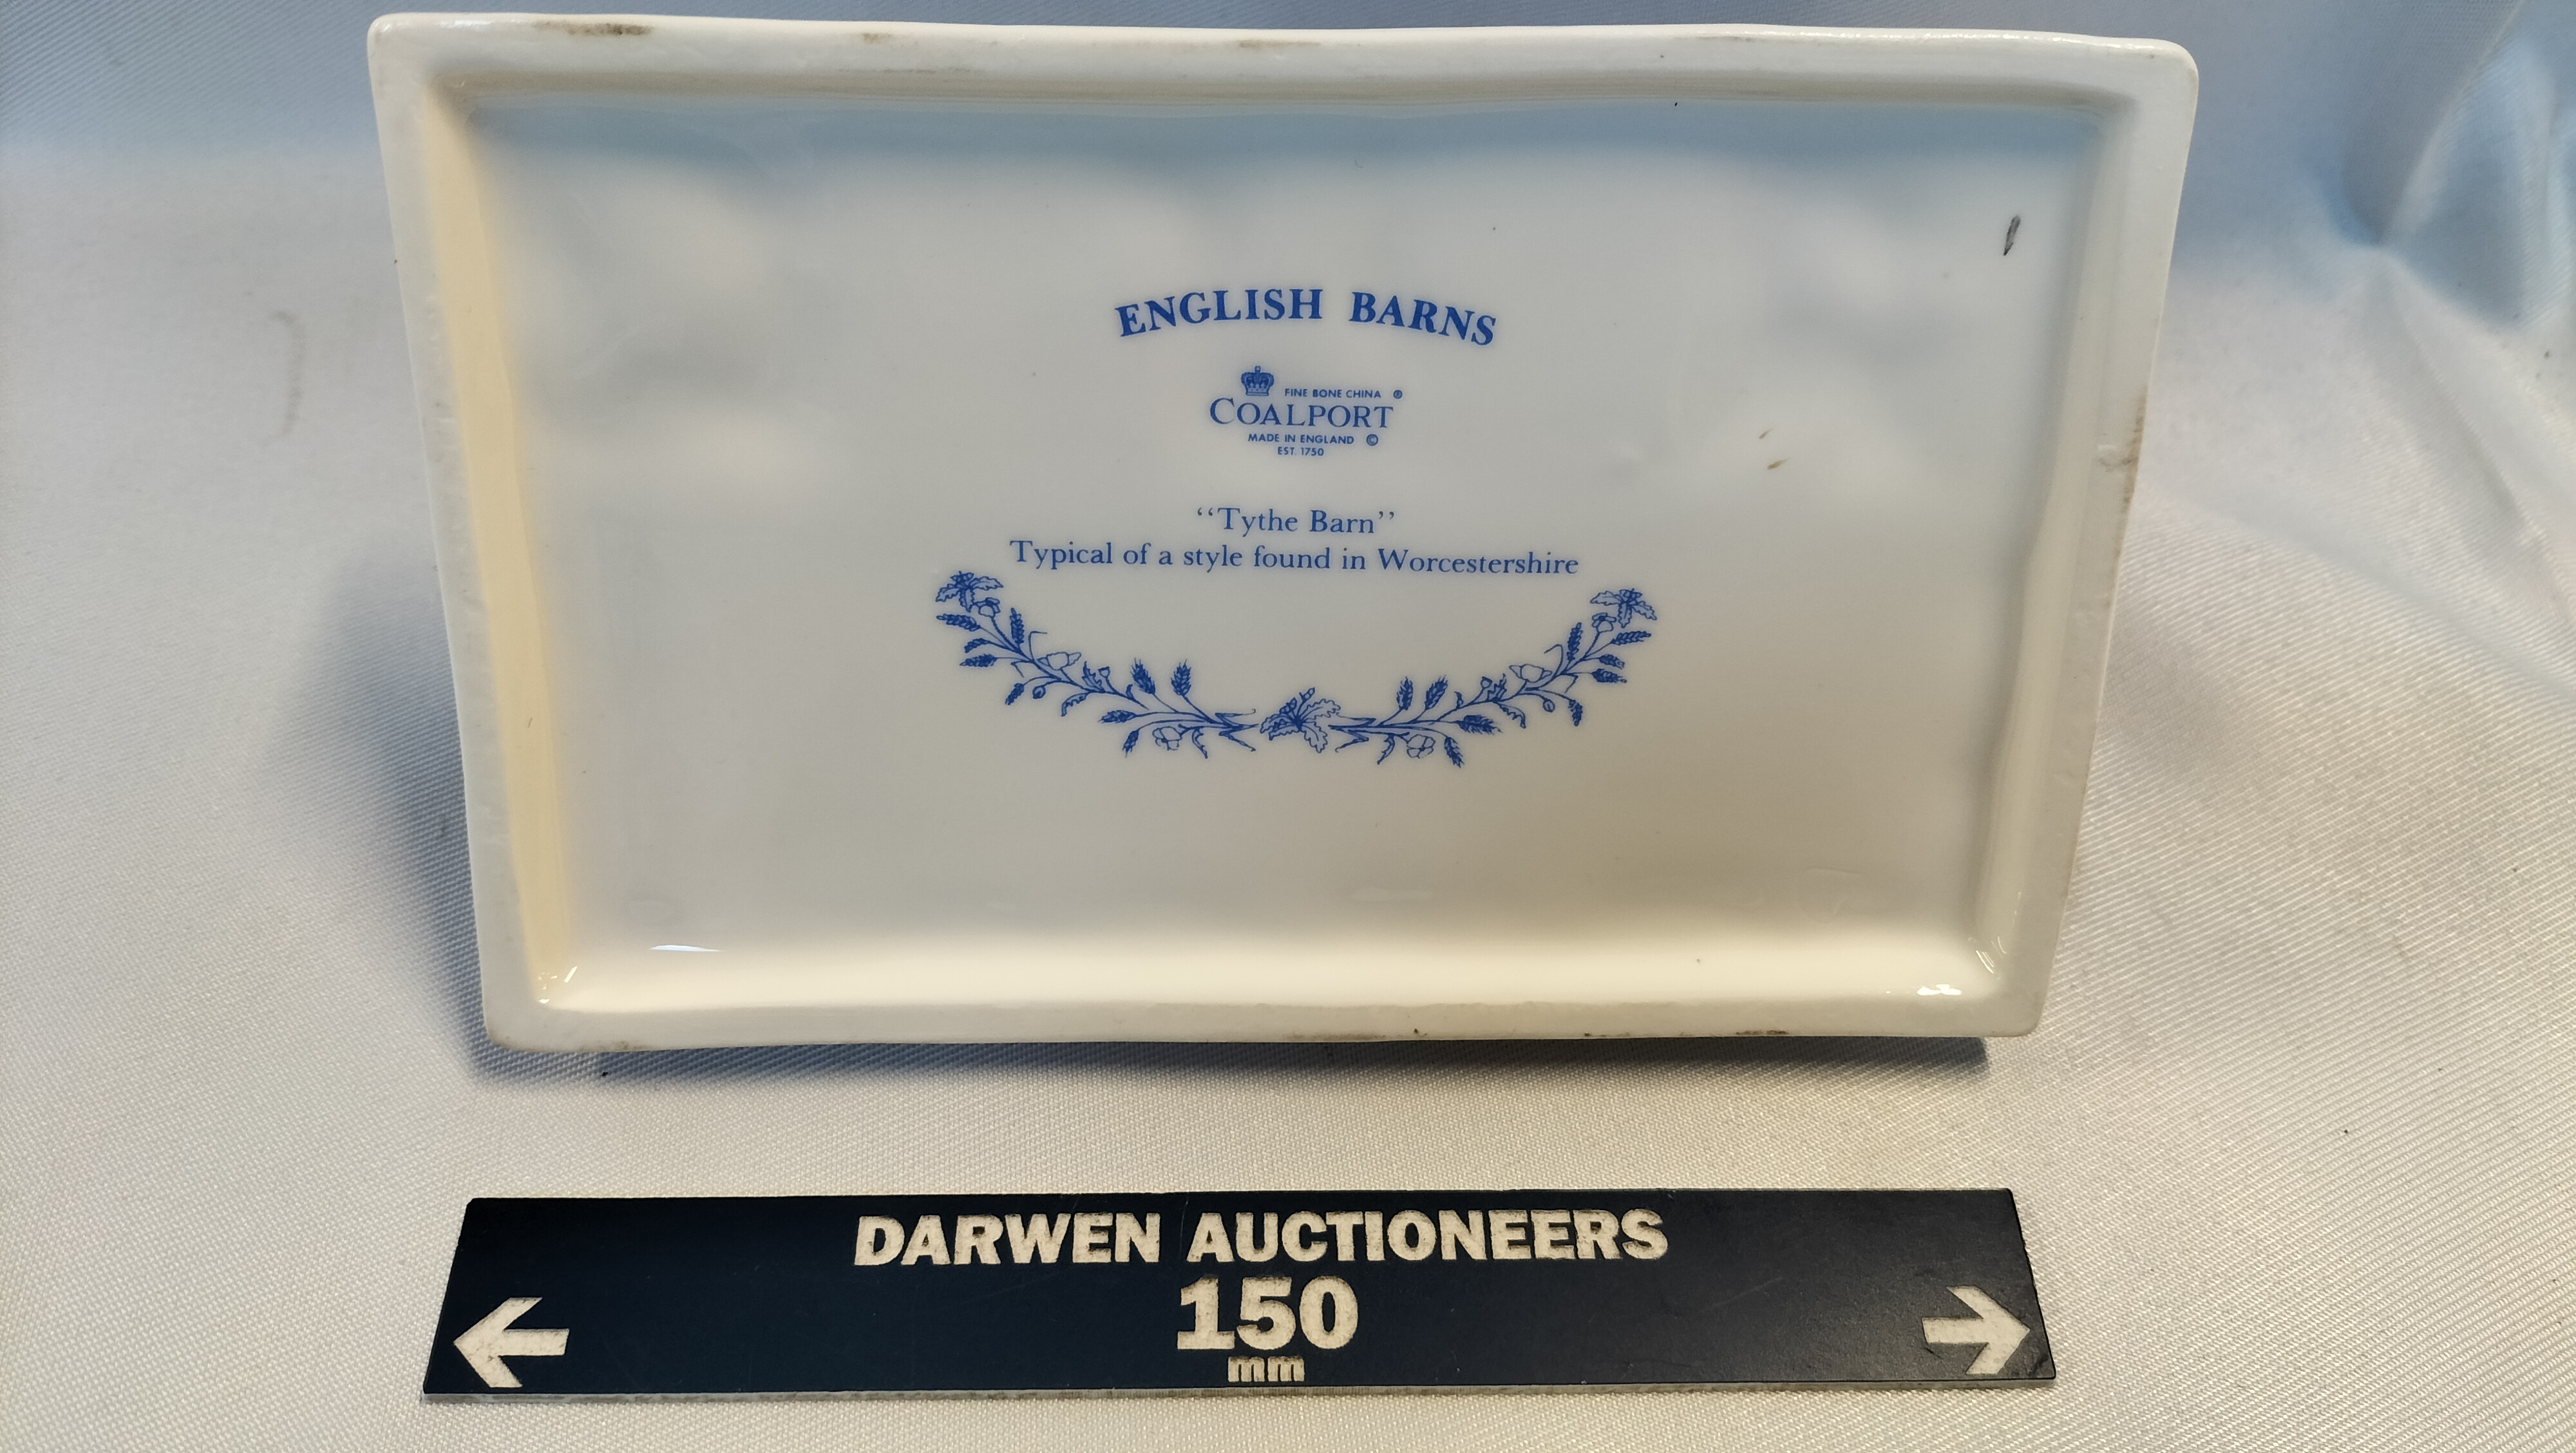 ENGLISH BARNS
FINE BONE CHINA ®
COALPORT
MADE IN ENGLAND ©
EST. 1750
“Tythe Barn”
Typical of a style found in Worcestershire
DARWEN AUCTIONEERS
150
mm